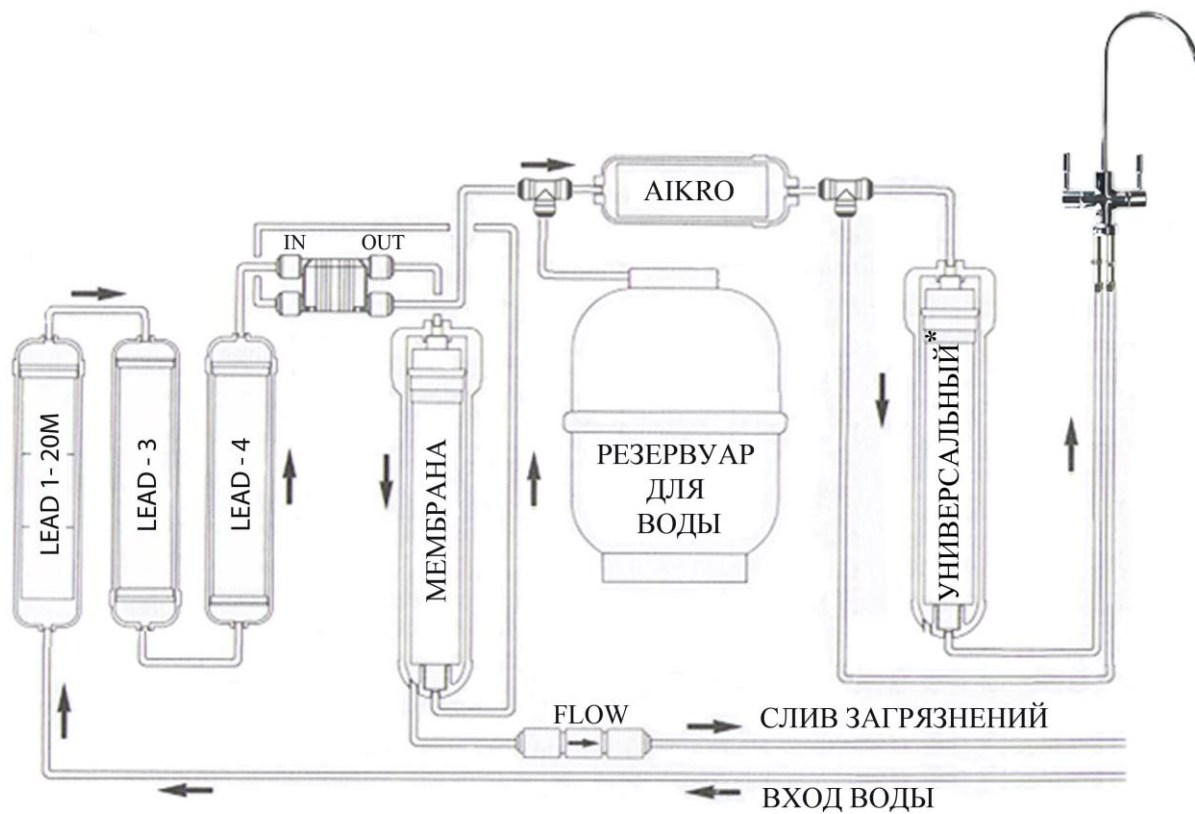 AIKRO
IN
OUT
LEAD 1- 20M
LEAD - 3
LEAD - 4
МЕМБРАНА
РЕЗЕРВУАР
ДЛЯ
ВОДЫ
УНИВЕРСАЛЬНЫЙ*
FLOW
СЛИВ ЗАГРЯЗНЕНИЙ
ВХОД ВОДЫ